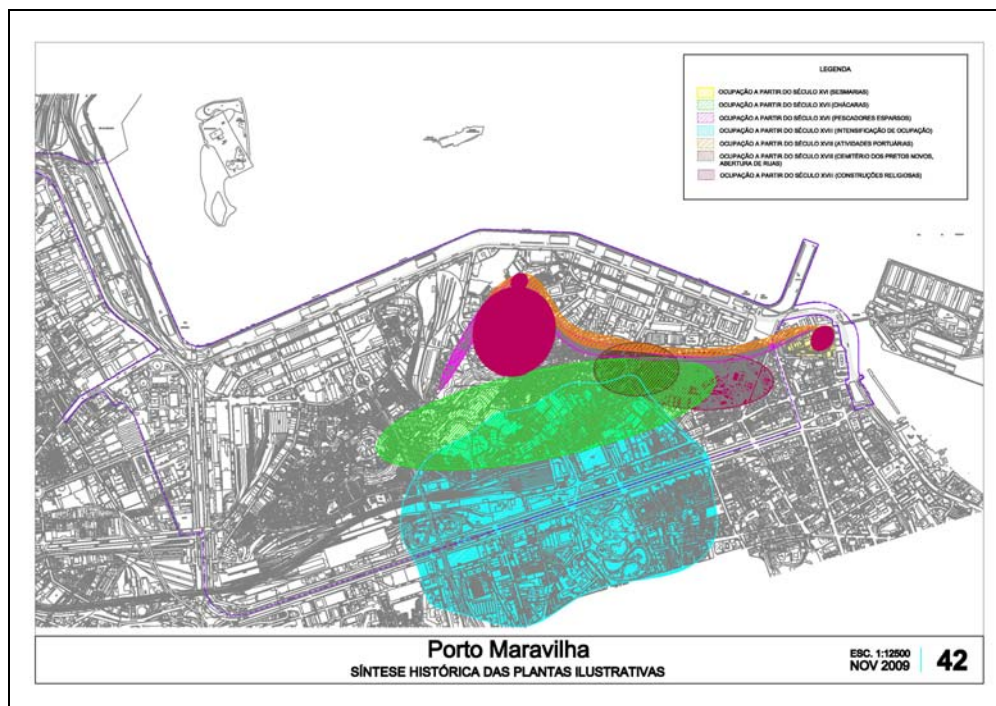 LEGENDA
OCUPAÇÃO A PARTIR DO SÉCULO XVI (SESMARIAS)
OCUPAÇÃO A PARTIR DO SÉCULO XVII (CHÁCARAS)
OCUPAÇÃO A PARTIR DO SÉCULO XVII (PESCADORES ESPARSOS)
OCUPAÇÃO A PARTIR DO SÉCULO XVIII (INTENSIFICAÇÃO DE OCUPAÇÃO)
OCUPAÇÃO A PARTIR DO SÉCULO XVIII (ATIVIDADES PORTUÁRIAS)
OCUPAÇÃO A PARTIR DO SÉCULO XVIII (CEMITÉRIO DOS PRETOS NOVOS,
ABERTURA DE RUAS)
OCUPAÇÃO A PARTIR DO SÉCULO XVII (CONSTRUÇÕES RELIGIOSAS)
Porto Maravilha
SÍNTESE HISTÓRICA DAS PLANTAS ILUSTRATIVAS
ESC. 1:12500
NOV 2009
42